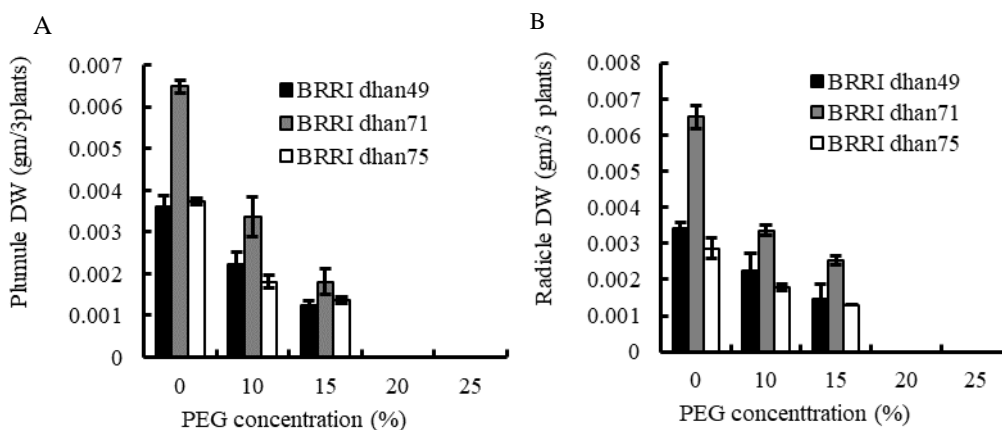 A
Plumule DW (gm/3plants)
0.007
0.006
0.005
0.004
0.003
0.002
0.001
0
BRRI dhan49
BRRI dhan71
BRRI dhan75
0 10 15 20 25
PEG concentration (%)
B
Radicle DW (gm/3 plants)
0.008
0.007
0.006
0.005
0.004
0.003
0.002
0.001
0
BRRI dhan49
BRRI dhan71
BRRI dhan75
0 10 15 20 25
PEG concenttration (%)